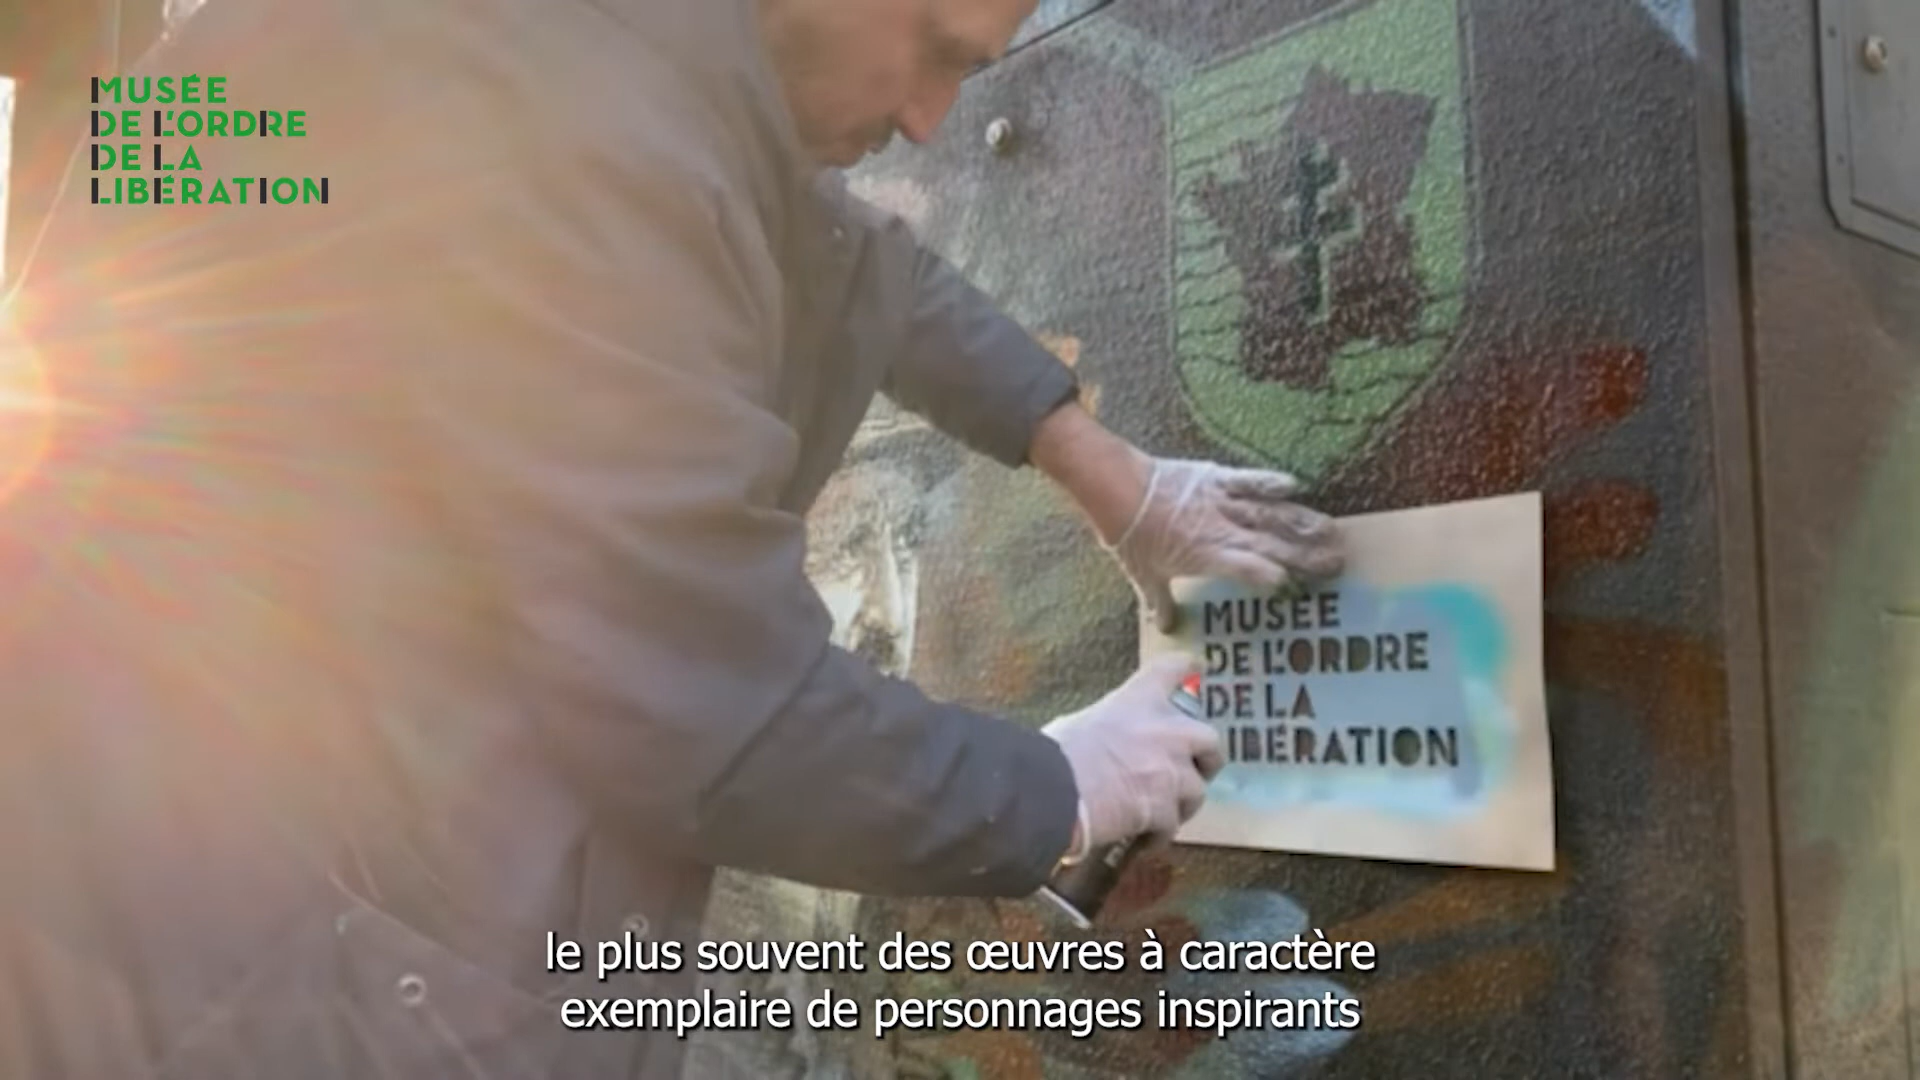 MUSÉE
DE L'ORDRE
DE LA
LIBÉRATION
MUSÉE
DE L'ORDRE
DE LA
LIBÉRATION
le plus souvent des œuvres à caractère
exemplaire de personnages inspirants